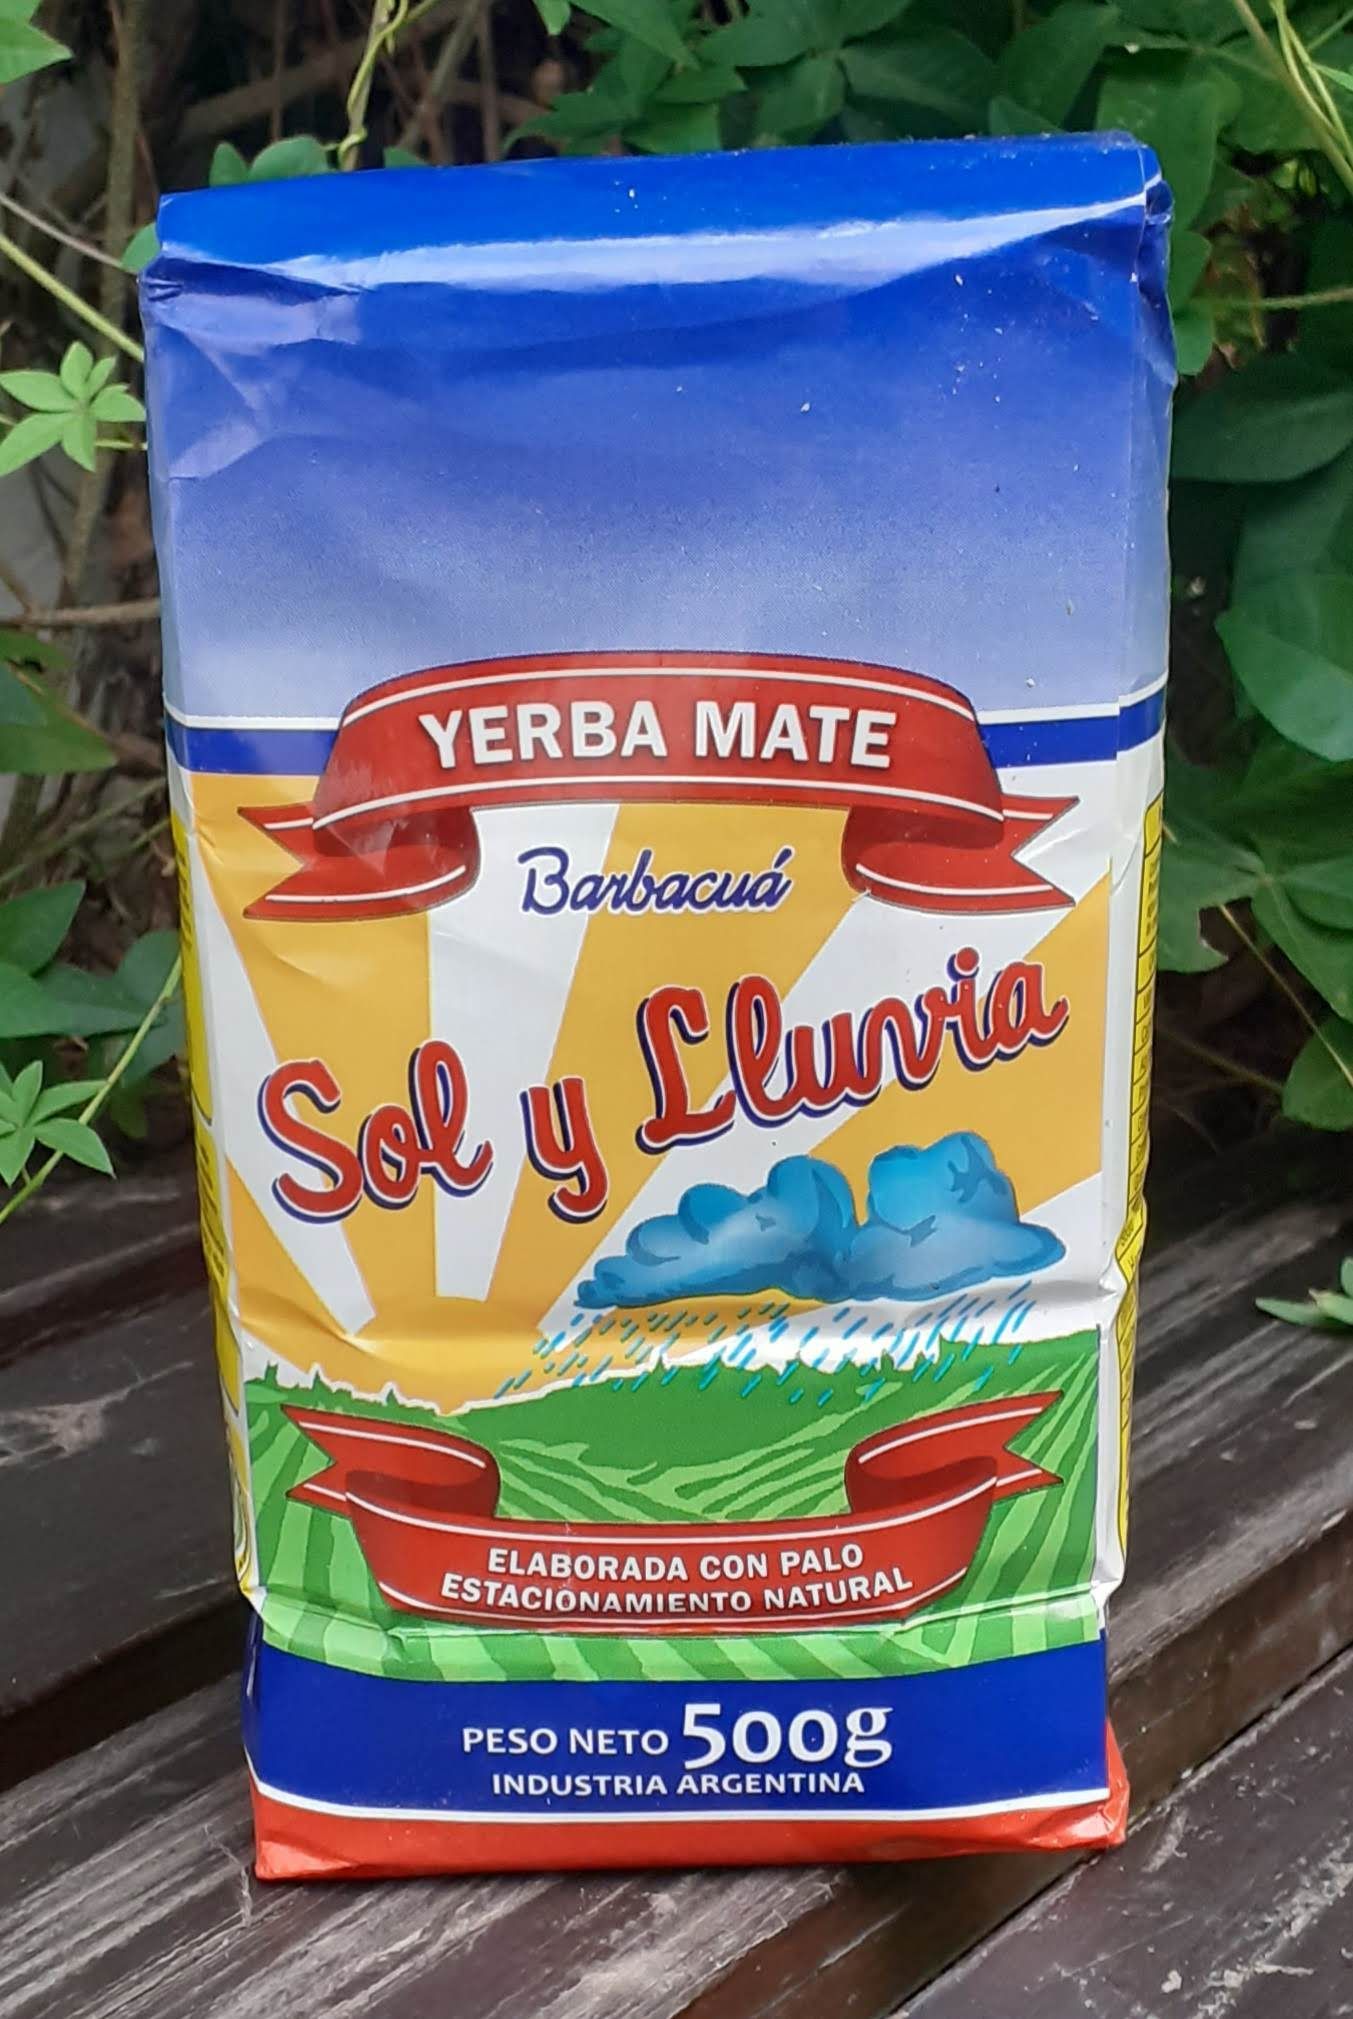 YERBA MATE
Barbacuá
Sol y Lluvia
ELABORADA CON PALO
ESTACIONAMIENTO NATURAL
PESO NETO 500g
INDUSTRIA ARGENTINA